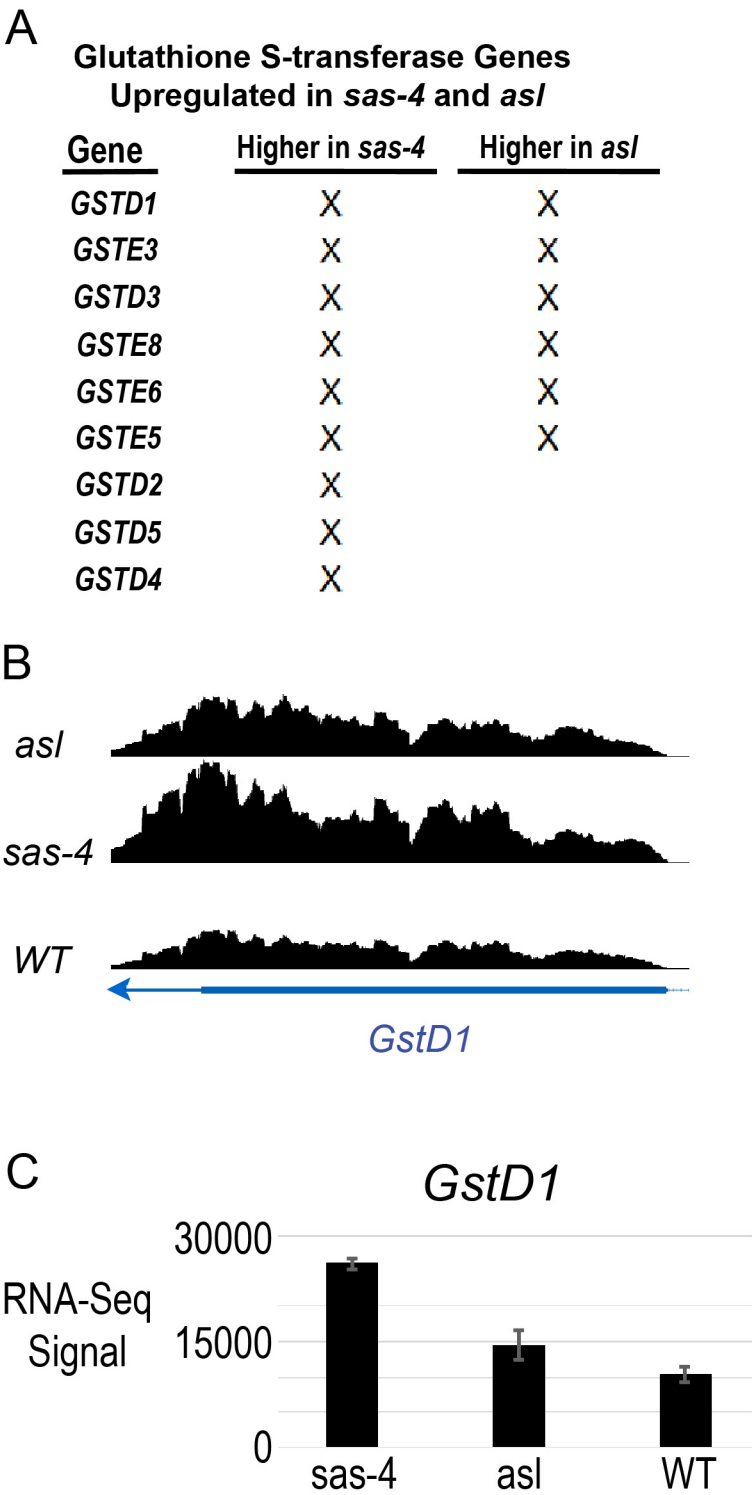 A
Glutathione S-transferase Genes
Upregulated in sas-4 and asl
Gene Higher in sas-4 Higher in asl
GSTD1 X X
GSTE3 X X
GSTD3 X X
GSTE8 X X
GSTE6 X X
GSTE5 X X
GSTD2 X
GSTD5 X
GSTD4 X
B
asl
sas-4
WT
GstD1
C
GstD1
RNA-Seq
Signal
30000
15000
0
sas-4 asl WT